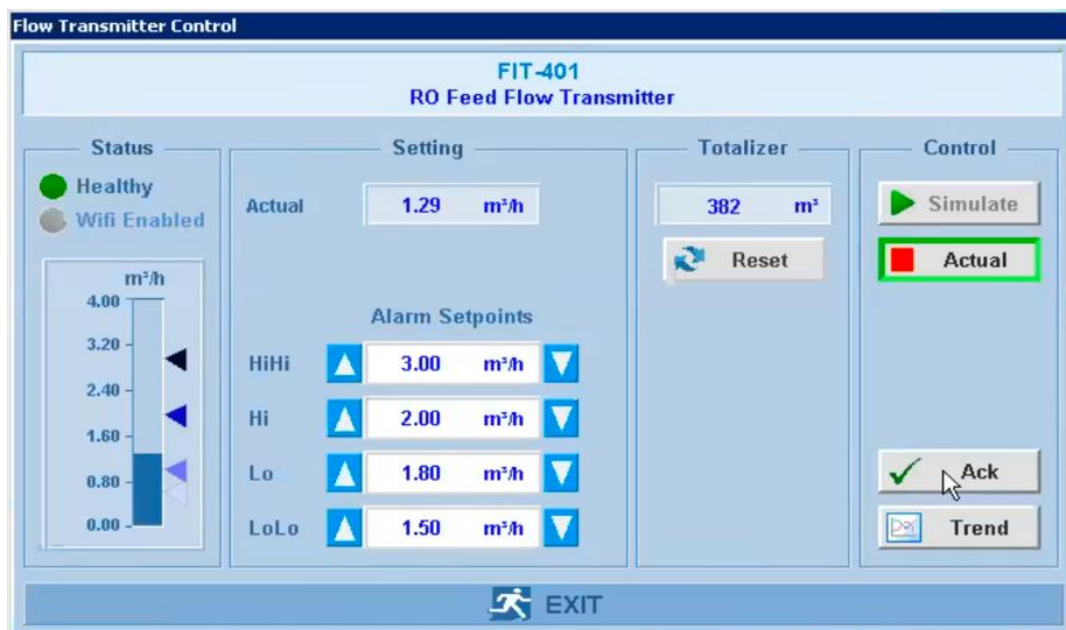 Flow Transmitter Control
FIT-401
RO Feed Flow Transmitter
Status
Healthy
Wifi Enabled
m³/h
4.00
3.20
2.40
1.60
0.80
0.00
Setting
Actual 1.29 m³/h
Alarm Setpoints
HiHi 3.00 m³/h
Hi 2.00 m³/h
Lo 1.80 m³/h
LoLo 1.50 m³/h
Totalizer
382 m³
Reset
Control
Simulate
Actual
Ack
Trend
EXIT